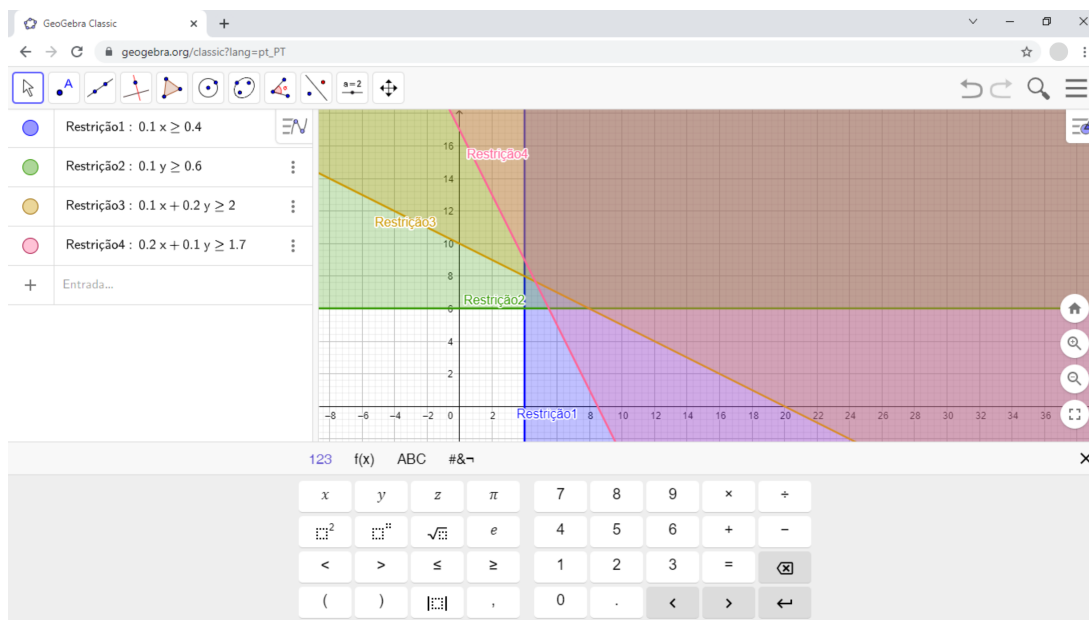 GeoGebra Classic
geogebra.org/classic?lang=pt_PT
A
a=2
Restrição1 : 0.1 x ≥ 0.4
Restrição2 : 0.1 y ≥ 0.6
Restrição3 : 0.1 x + 0.2 y ≥ 2
Restrição4 : 0.2 x + 0.1 y ≥ 1.7
Entrada...
16
Restrição4
14
12
Restrição3
10
8
Restrição2
6
4
2
−8 −6 −4 −2 0 2 Restrição1 8 10 12 14 16 18 20 22 24 26 28 30 32 34 36
123 f(x) ABC #&¬
x y z π 7 8 9 × ÷
2 √ e 4 5 6 + −
< > ≤ ≥ 1 2 3 =
( ) | | , 0 . < >